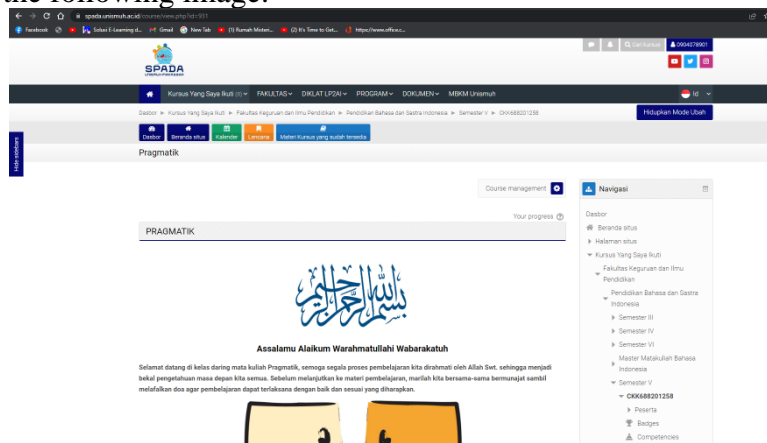 the following image:
spada.unismuh.ac.id/course/view.php?id=931
Facebook
Solusi E-Learning d...
Gmail
New Tab
(1) Rumah Misteri...
(2) It's Time to Get...
https://www.office.c...
SPADA
0904078901
Kursus Yang Saya Ikuti
FAKULTAS
DIKLAT LP2AI
PROGRAM
DOKUMEN
MBKM Unismuh
Id
Dasbor ► Kursus Yang Saya Ikuti ► Fakultas Keguruan dan Ilmu Pendidikan ► Pendidikan Bahasa dan Sastra Indonesia ► Semester V ► CKK688201258
Hidupkan Mode Ubah
Dasbor
Beranda situs
Kalender
Lencana
Materi Kursus yang sudah tersedia
Hide sidebars
Pragmatik
Course management
Your progress
PRAGMATIK
بسم الله الرحمن الرحيم
Assalamu Alaikum Warahmatullahi Wabarakatuh
Selamat datang di kelas daring mata kuliah Pragmatik, semoga segala proses pembelajaran kita dirahmati oleh Allah Swt. sehingga menjadi
bekal pengetahuan masa depan kita semua. Sebelum melanjutkan ke materi pembelajaran, marilah kita bersama-sama bermunajat sambil
melafalkan doa agar pembelajaran dapat terlaksana dengan baik dan sesuai yang diharapkan.
Navigasi
Dasbor
Beranda situs
Halaman situs
Kursus Yang Saya Ikuti
Fakultas Keguruan dan Ilmu
Pendidikan
Pendidikan Bahasa dan Sastra
Indonesia
Semester III
Semester IV
Semester VI
Master Matakuliah Bahasa
Indonesia
Semester V
CKK688201258
Peserta
Badges
Competencies